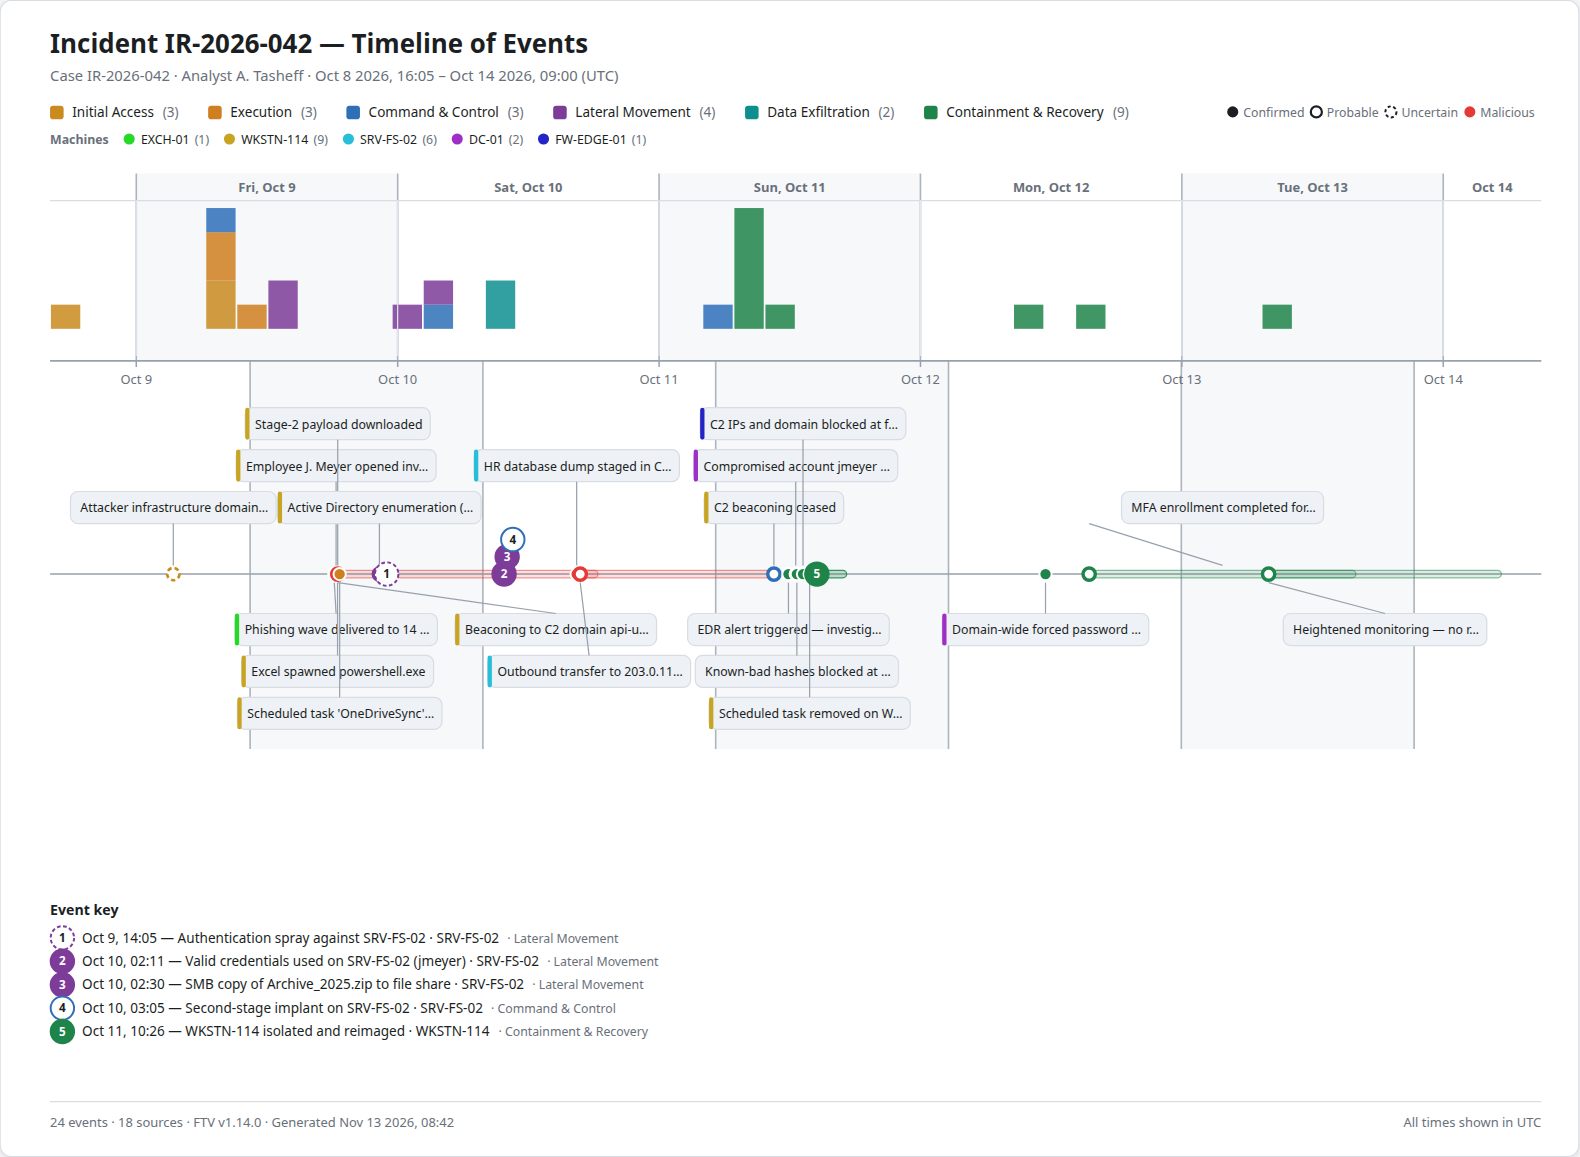 Incident IR-2026-042 — Timeline of Events
Case IR-2026-042 · Analyst A. Tasheff · Oct 8 2026, 16:05 – Oct 14 2026, 09:00 (UTC)
Initial Access (3) Execution (3) Command & Control (3) Lateral Movement (4) Data Exfiltration (2) Containment & Recovery (9) Confirmed Probable Uncertain Malicious
Machines EXCH-01 (1) WKSTN-114 (9) SRV-FS-02 (6) DC-01 (2) FW-EDGE-01 (1)
Fri, Oct 9 Sat, Oct 10 Sun, Oct 11 Mon, Oct 12 Tue, Oct 13 Oct 14
Oct 9 Oct 10 Oct 11 Oct 12 Oct 13 Oct 14
Stage-2 payload downloaded C2 IPs and domain blocked at f...
Employee J. Meyer opened inv... HR database dump staged in C... Compromised account jmeyer ...
Attacker infrastructure domain... Active Directory enumeration (... C2 beaconing ceased MFA enrollment completed for...
4
3
1 2 5
Phishing wave delivered to 14 ... Beaconing to C2 domain api-u... EDR alert triggered — investig... Domain-wide forced password ... Heightened monitoring — no r...
Excel spawned powershell.exe Outbound transfer to 203.0.11... Known-bad hashes blocked at ...
Scheduled task 'OneDriveSync'... Scheduled task removed on W...
Event key
1 Oct 9, 14:05 — Authentication spray against SRV-FS-02 · SRV-FS-02 · Lateral Movement
2 Oct 10, 02:11 — Valid credentials used on SRV-FS-02 (jmeyer) · SRV-FS-02 · Lateral Movement
3 Oct 10, 02:30 — SMB copy of Archive_2025.zip to file share · SRV-FS-02 · Lateral Movement
4 Oct 10, 03:05 — Second-stage implant on SRV-FS-02 · SRV-FS-02 · Command & Control
5 Oct 11, 10:26 — WKSTN-114 isolated and reimaged · WKSTN-114 · Containment & Recovery
24 events · 18 sources · FTV v1.14.0 · Generated Nov 13 2026, 08:42 All times shown in UTC